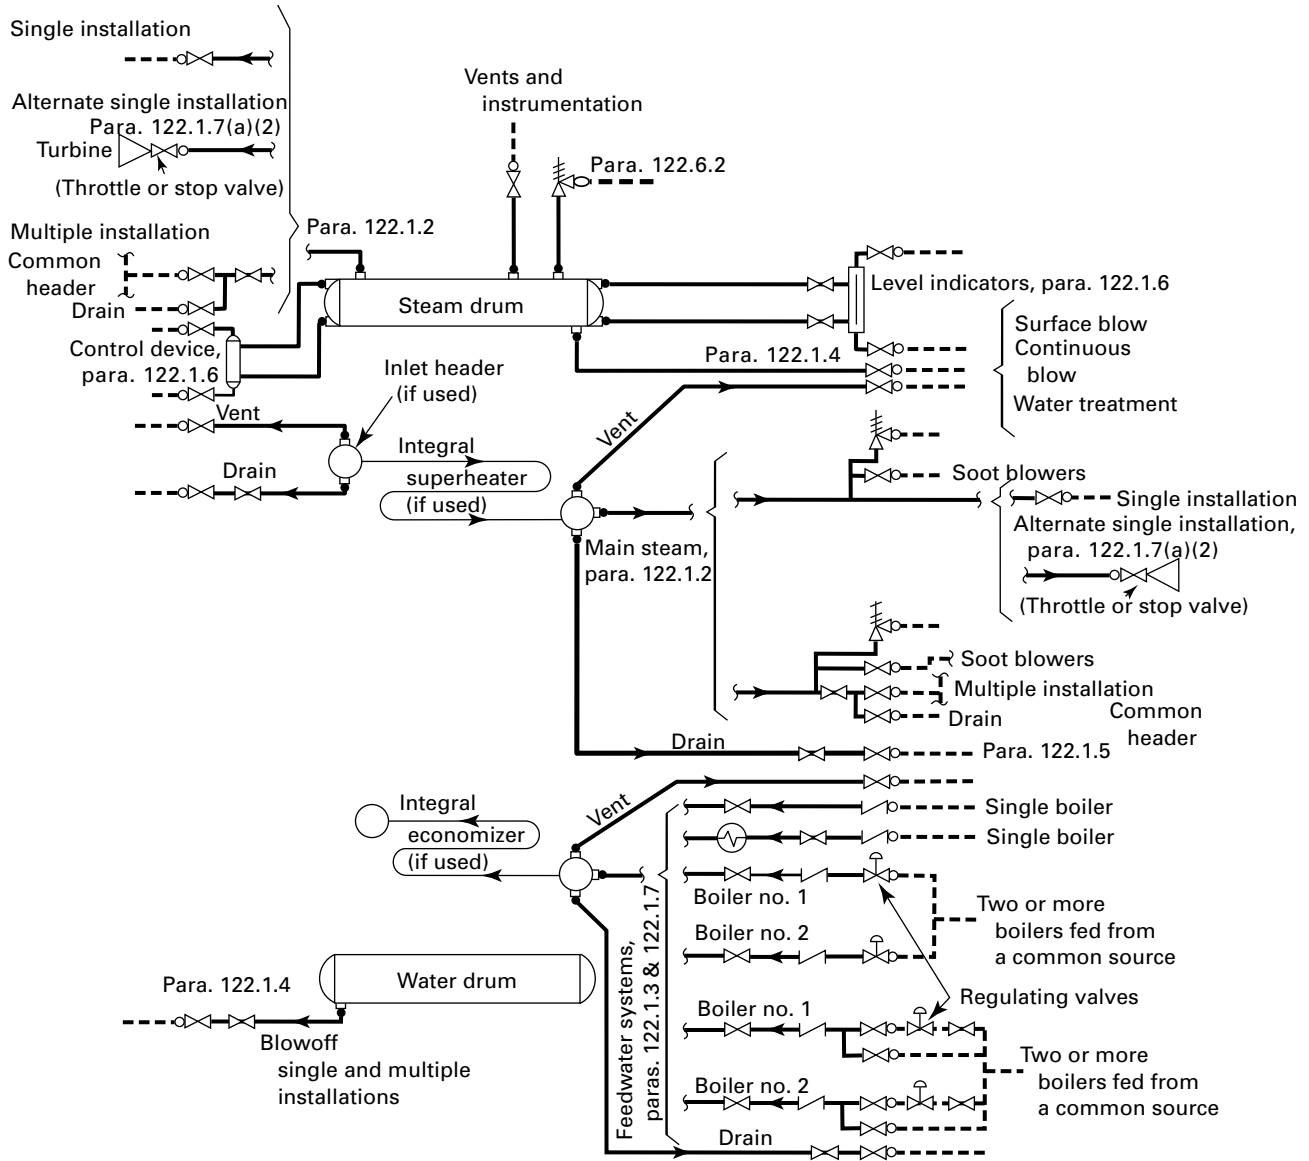 Single installation
Alternate single installation
Para. 122.1.7(a)(2)
Turbine
(Throttle or stop valve)
Multiple installation
Common
header
Drain
Control device,
para. 122.1.6
Vents and
instrumentation
Para. 122.6.2
Para. 122.1.2
Steam drum
Level indicators, para. 122.1.6
Para. 122.1.4
Surface blow
Continuous
blow
Water treatment
Inlet header
(if used)
Vent
Drain
Integral
superheater
(if used)
Vent
Main steam,
para. 122.1.2
Soot blowers
Single installation
Alternate single installation,
para. 122.1.7(a)(2)
(Throttle or stop valve)
Soot blowers
Multiple installation
Drain
Common
header
Drain
Para. 122.1.5
Integral
economizer
(if used)
Vent
Single boiler
Single boiler
Boiler no. 1
Boiler no. 2
Two or more
boilers fed from
a common source
Regulating valves
Boiler no. 1
Boiler no. 2
Two or more
boilers fed from
a common source
Feedwater systems,
paras. 122.1.3 & 122.1.7
Drain
Water drum
Para. 122.1.4
Blowoff
single and multiple
installations